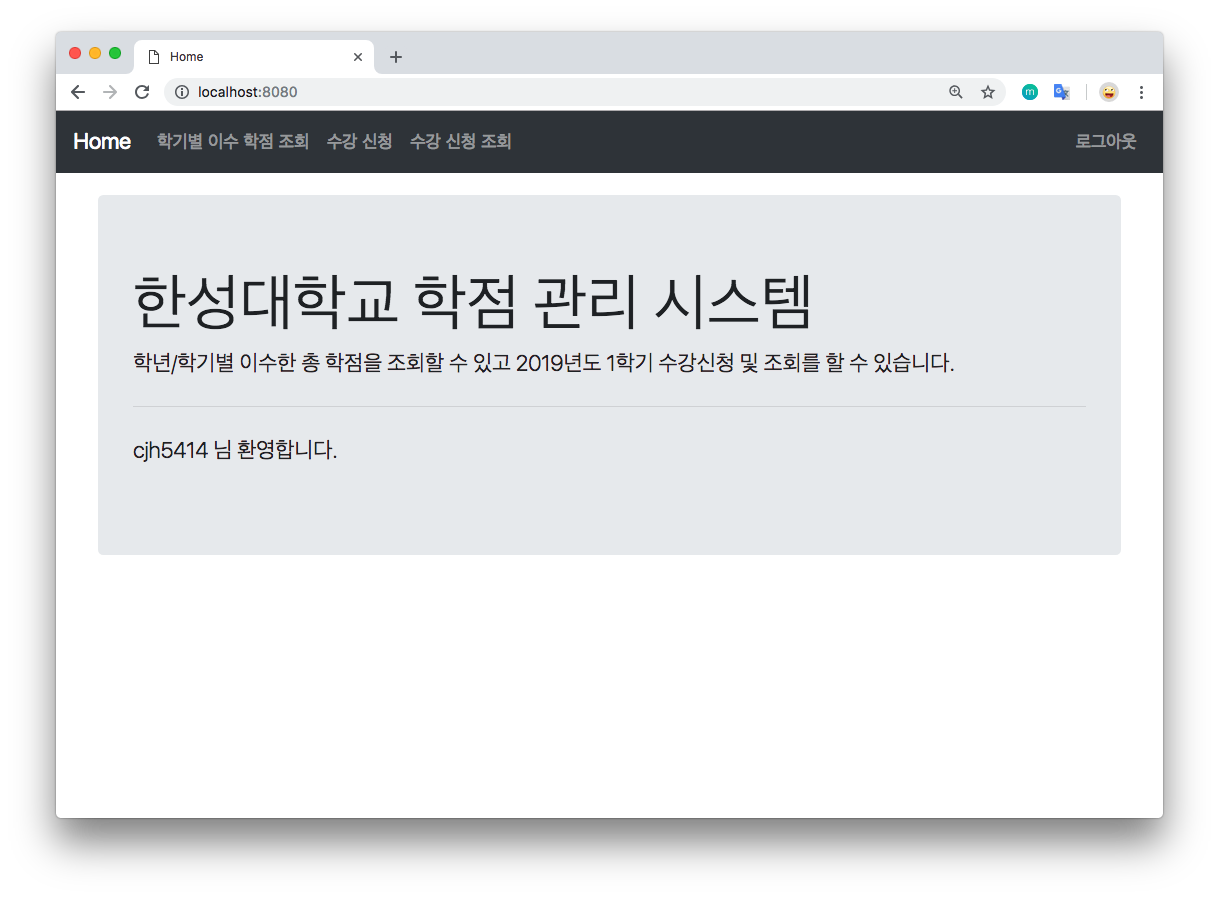 Home
localhost:8080
m
Home 학기별 이수 학점 조회 수강 신청 수강 신청 조회 로그아웃
한성대학교 학점 관리 시스템
학년/학기별 이수한 총 학점을 조회할 수 있고 2019년도 1학기 수강신청 및 조회를 할 수 있습니다.
cjh5414 님 환영합니다.